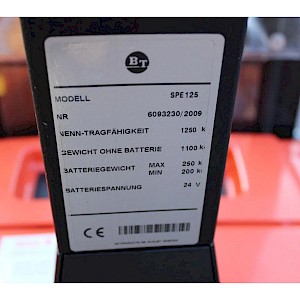 BT
MODELL SPE125
NR 6093230/2009
NENN-TRAGFÄHIGKEIT 1250 k
GEWICHT OHNE BATTERIE 1100 k
BATTERIEGEWICHT MAX 250 k
MIN 200 k
BATTERIESPANNUNG 24 V
CE